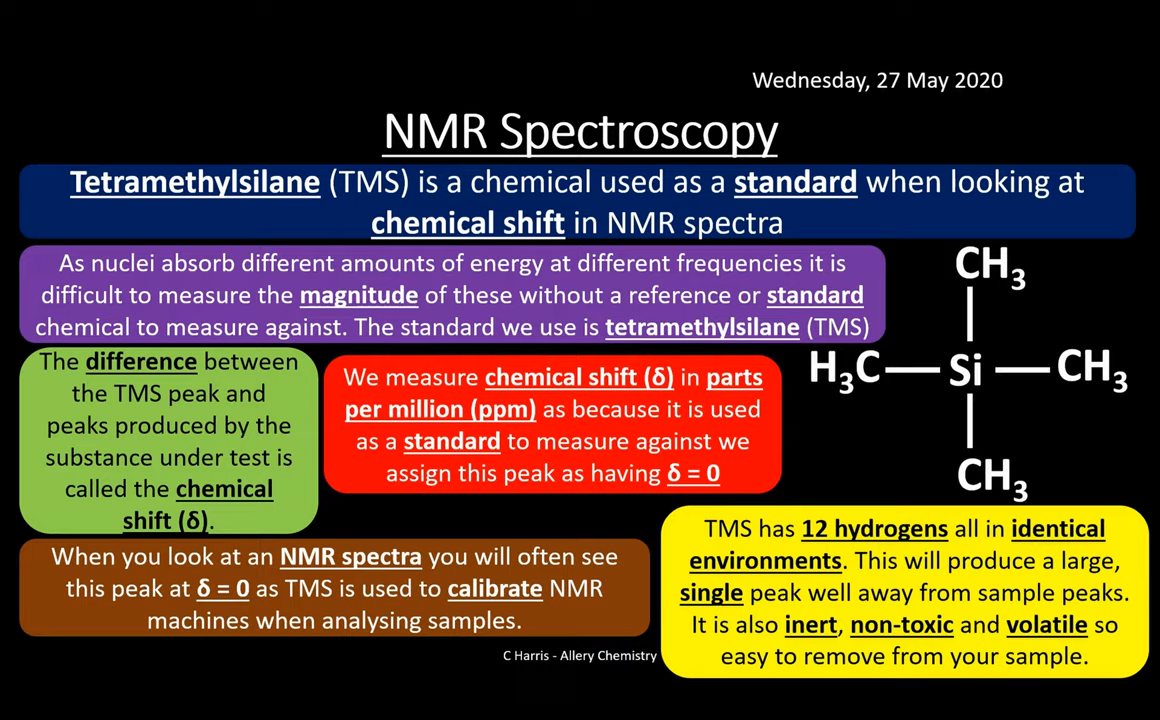 Wednesday, 27 May 2020
NMR Spectroscopy
Tetramethylsilane (TMS) is a chemical used as a standard when looking at
chemical shift in NMR spectra
As nuclei absorb different amounts of energy at different frequencies it is
difficult to measure the magnitude of these without a reference or standard
chemical to measure against. The standard we use is tetramethylsilane (TMS)
The difference between
the TMS peak and
peaks produced by the
substance under test is
called the chemical
shift (δ).
We measure chemical shift (δ) in parts
per million (ppm) as because it is used
as a standard to measure against we
assign this peak as having δ = 0
CH₃
H₃C Si CH₃
CH₃
When you look at an NMR spectra you will often see
this peak at δ = 0 as TMS is used to calibrate NMR
machines when analysing samples.
TMS has 12 hydrogens all in identical
environments. This will produce a large,
single peak well away from sample peaks.
It is also inert, non-toxic and volatile so
easy to remove from your sample.
C Harris - Allery Chemistry